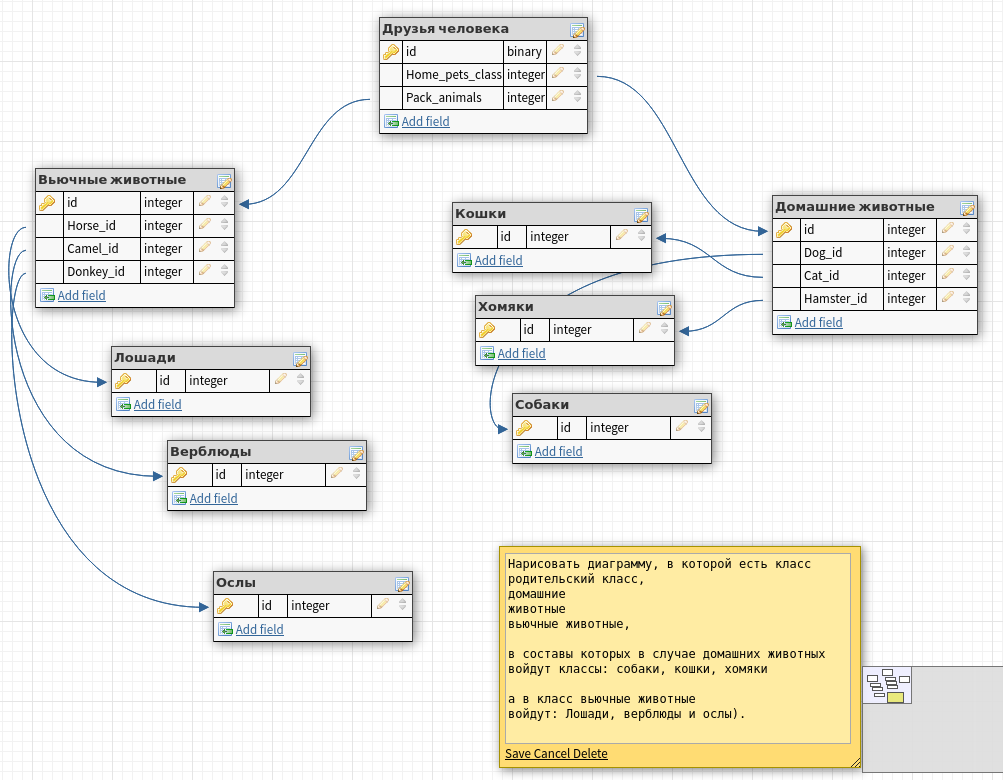 Друзья человека
id binary
Home_pets_class integer
Pack_animals integer
Add field
Вьючные животные
id integer
Horse_id integer
Camel_id integer
Donkey_id integer
Add field
Кошки
id integer
Add field
Домашние животные
id integer
Dog_id integer
Cat_id integer
Hamster_id integer
Add field
Хомяки
id integer
Add field
Лошади
id integer
Add field
Собаки
id integer
Add field
Верблюды
id integer
Add field
Ослы
id integer
Add field
Нарисовать диаграмму, в которой есть класс
родительский класс,
домашние
животные
вьючные животные,
в составы которых в случае домашних животных
войдут классы: собаки, кошки, хомяки
а в класс вьючные животные
войдут: Лошади, верблюды и ослы).
Save Cancel Delete